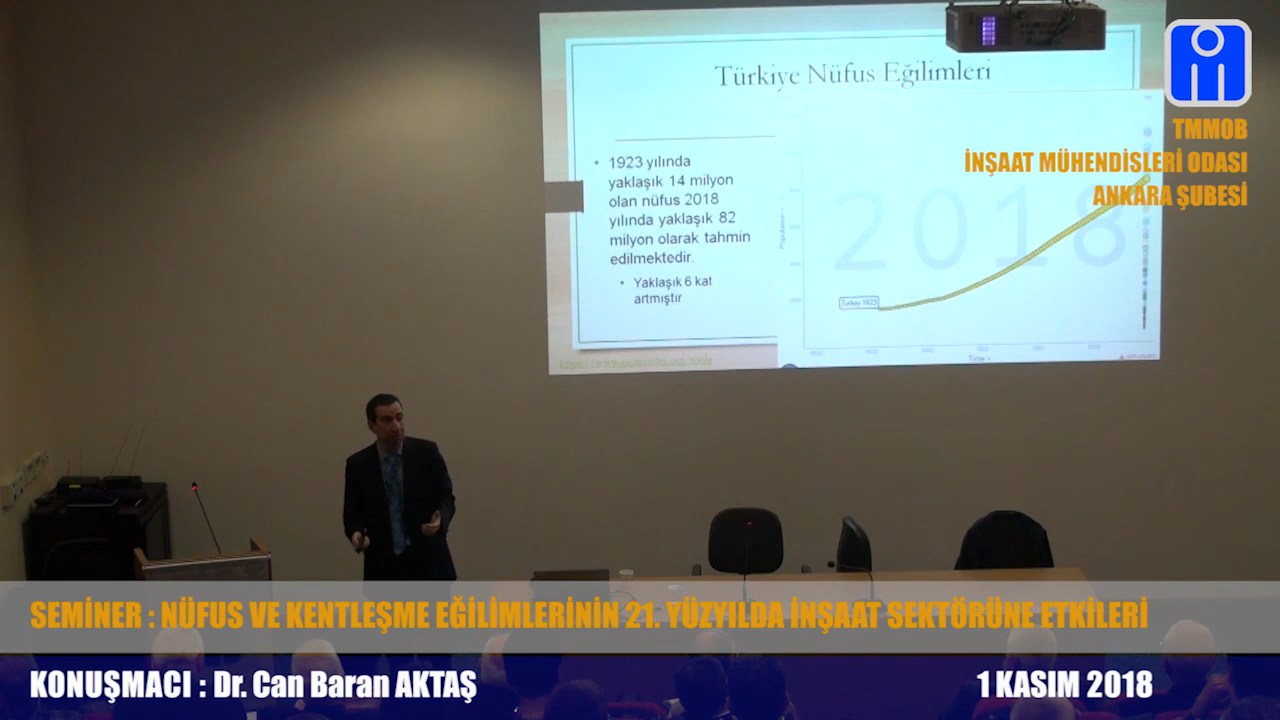 Türkiye Nüfus Eğilimleri
• 1923 yılında
yaklaşık 14 milyon
olan nüfus 2018
yılında yaklaşık 82
milyon olarak tahmin
edilmektedir.
• Yaklaşık 6 kat
artmıştır
2018
Turkey 1923
Time
TMMOB
İNŞAAT MÜHENDİSLERİ ODASI
ANKARA ŞUBESİ
SEMİNER : NÜFUS VE KENTLEŞME EĞİLİMLERİNİN 21. YÜZYILDA İNŞAAT SEKTÖRÜNE ETKİLERİ
KONUŞMACI : Dr. Can Baran AKTAŞ
1 KASIM 2018